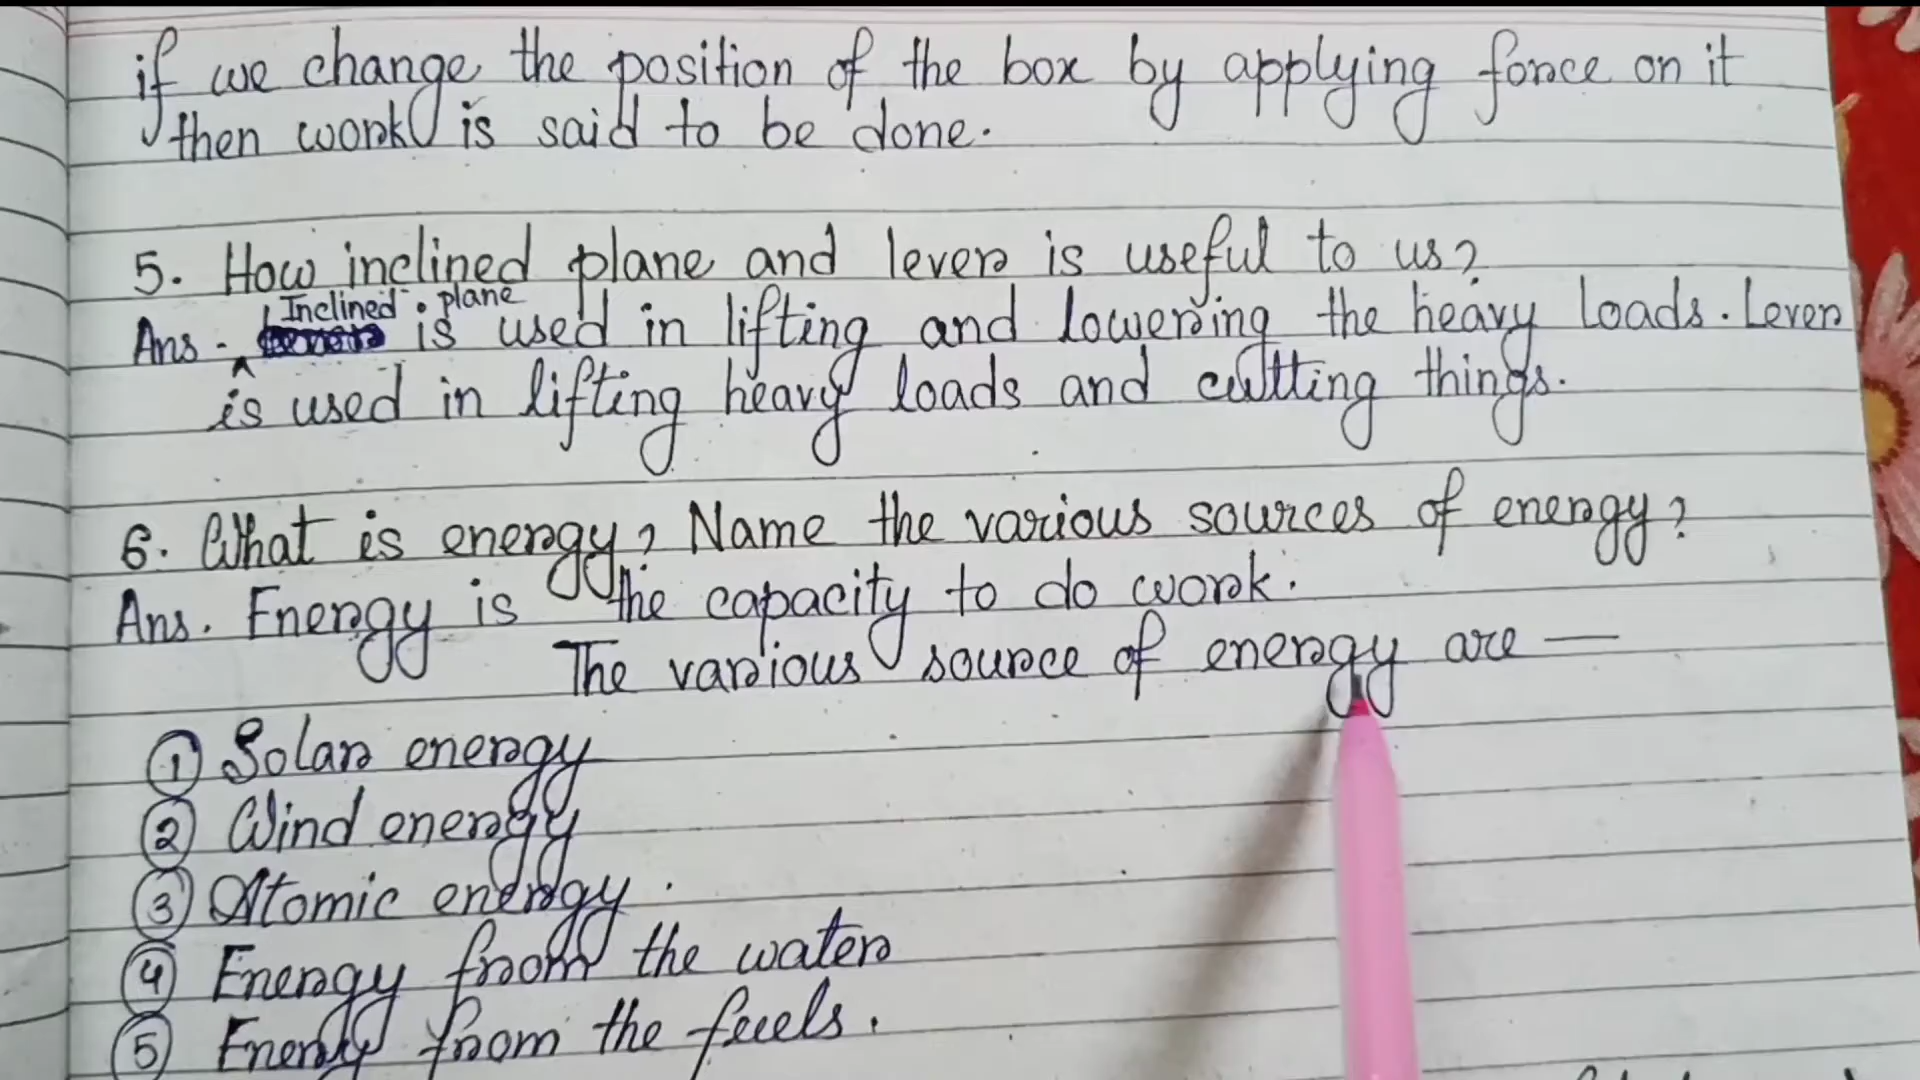 if we change the position of the box by applying force on it
then work is said to be done.
5. How inclined plane and lever is useful to us?
Inclined plane
Ans. is used in lifting and lowering the heavy loads. Lever
is used in lifting heavy loads and cutting things.
6. What is energy? Name the various sources of energy?
Ans. Energy is the capacity to do work.
The various source of energy are —
① Solar energy
② Wind energy
③ Atomic energy.
④ Energy from the water
⑤ Energy from the fuels.